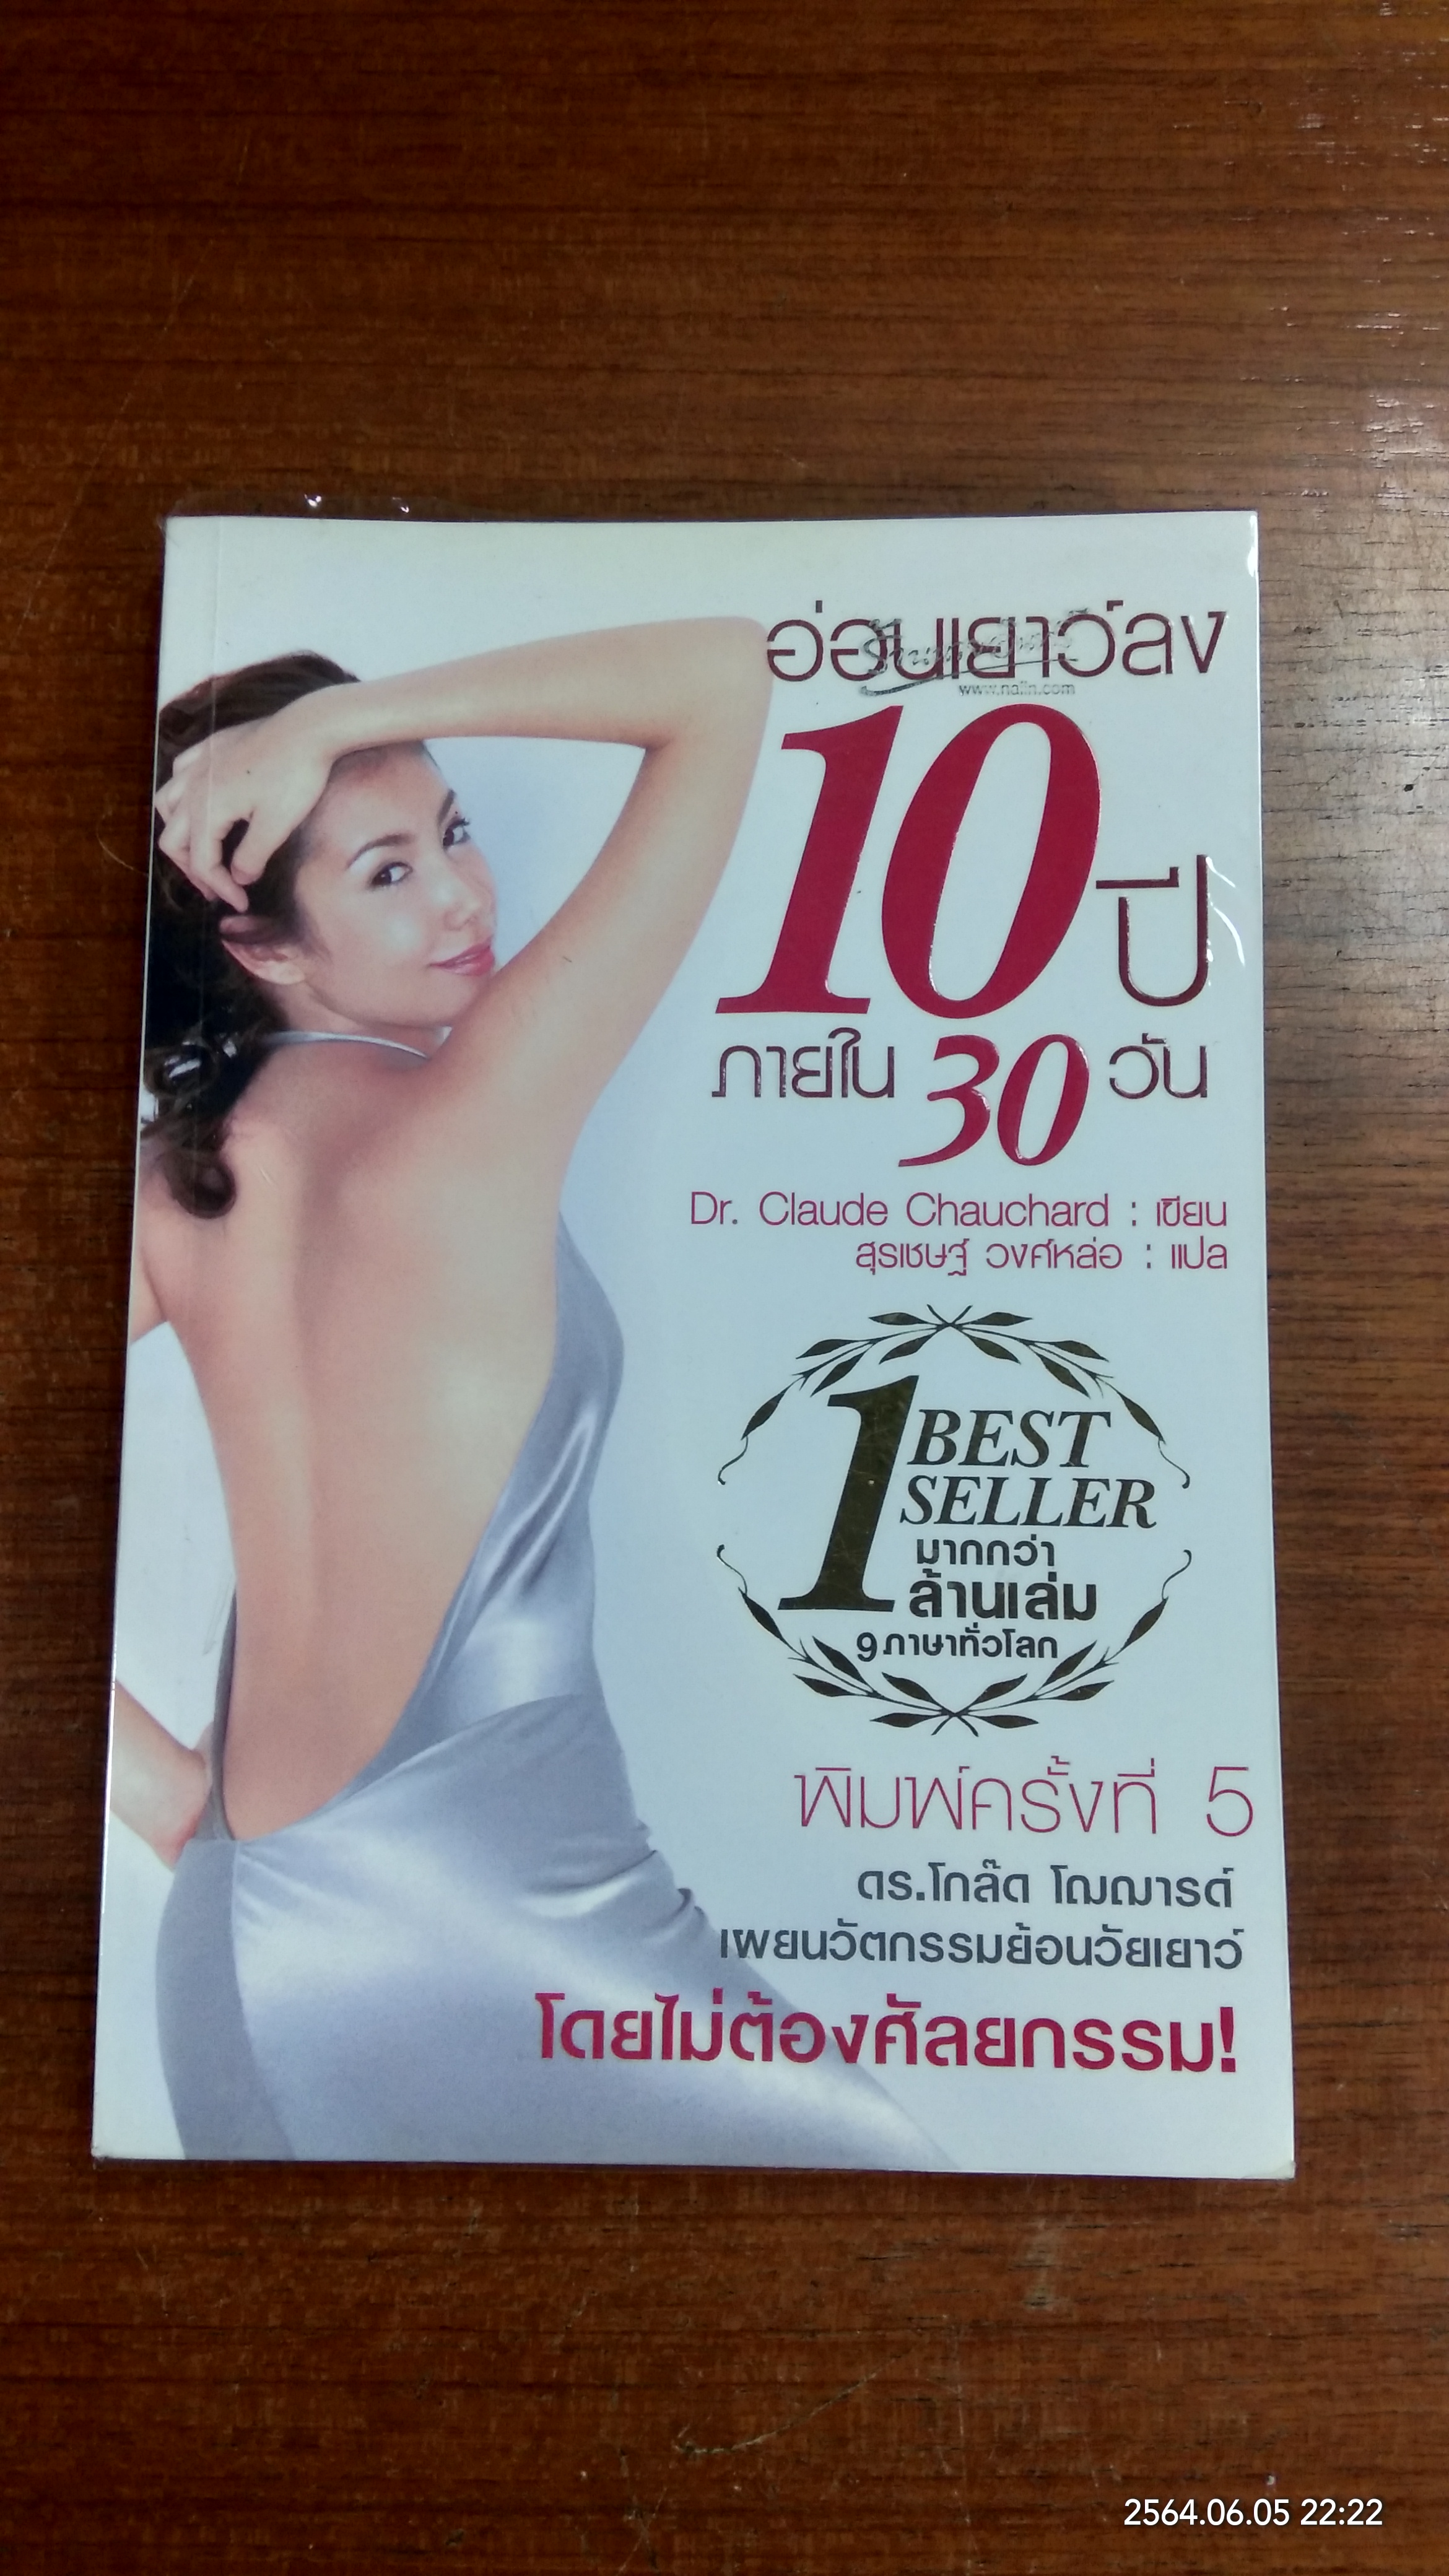 อ่อนเยาว์ลง
www.naiin.com
10 ปี
ภายใน 30 วัน
Dr. Claude Chauchard : เขียน
สุรเชษฐ์ วงศ์หล่อ : แปล
1 BEST
SELLER
มากกว่า
ล้านเล่ม
9 ภาษาทั่วโลก
พิมพ์ครั้งที่ 5
ดร.โกล๊ด โฌฌารด์
เผยนวัตกรรมย้อนวัยเยาว์
โดยไม่ต้องศัลยกรรม!
2564.06.05 22:22